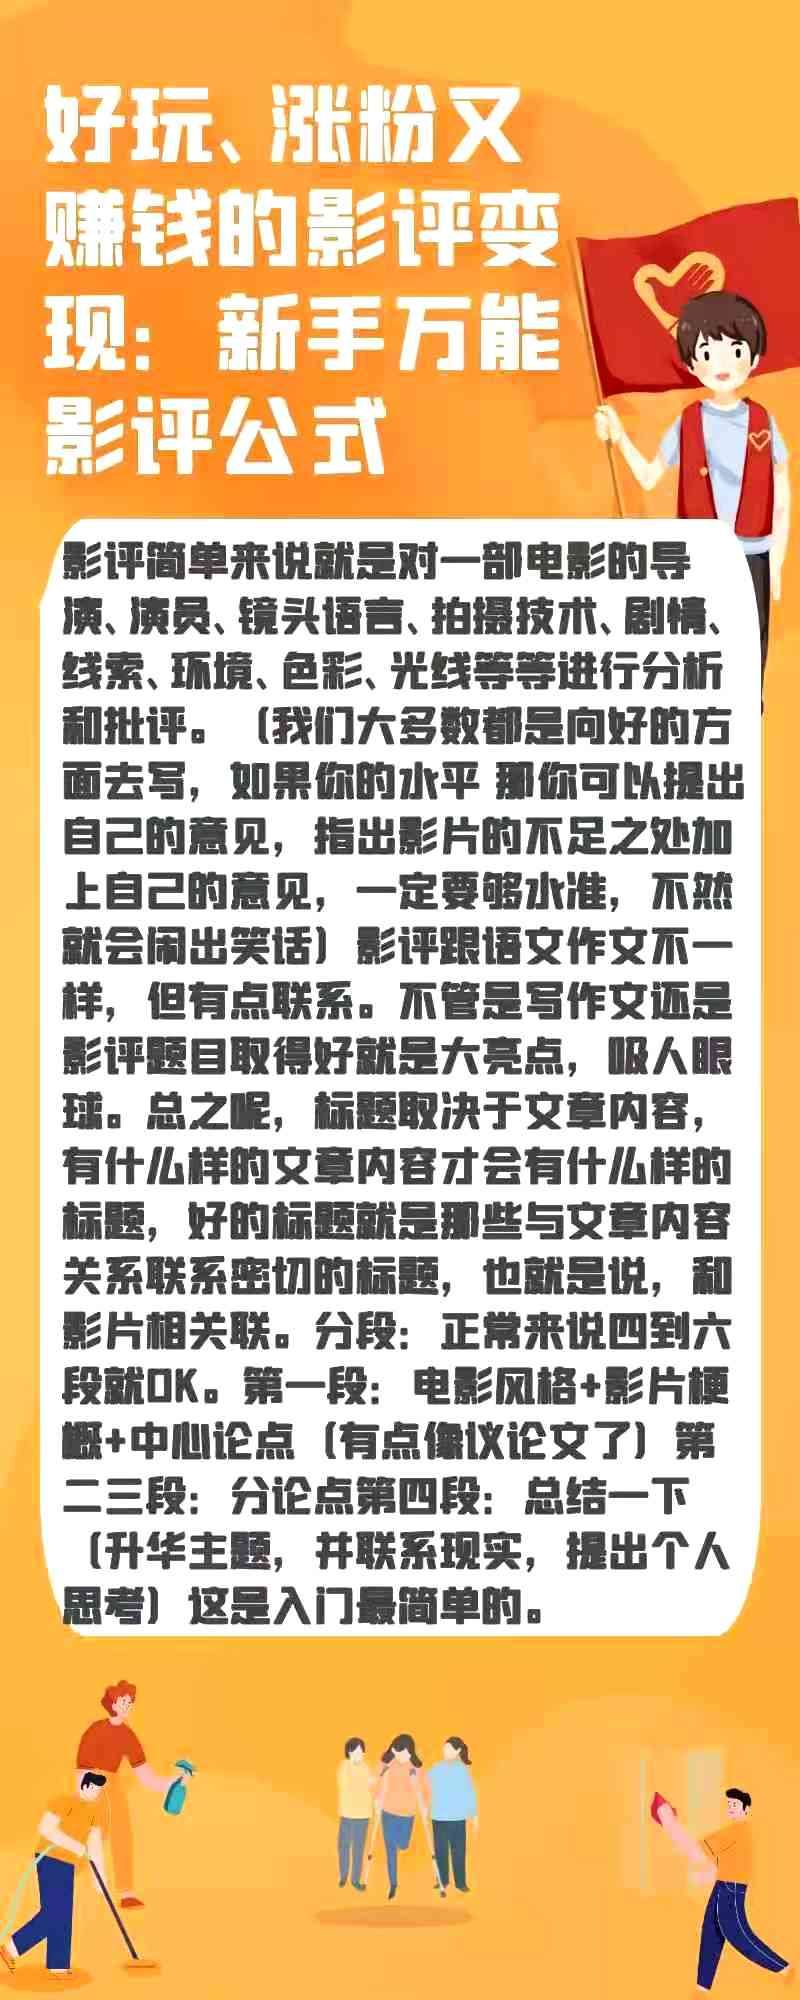 好玩、涨粉又
赚钱的影评变
现：新手万能
影评公式
影评简单来说就是对一部电影的导
演、演员、镜头语言、拍摄技术、剧情、
线索、环境、色彩、光线等等进行分析
和批评。（我们大多数都是向好的方
面去写，如果你的水平 那你可以提出
自己的意见，指出影片的不足之处加
上自己的意见，一定要够水准，不然
就会闹出笑话）影评跟语文作文不一
样，但有点联系。不管是写作文还是
影评题目取得好就是大亮点，吸人眼
球。总之呢，标题取决于文章内容，
有什么样的文章内容才会有什么样的
标题，好的标题就是那些与文章内容
关系联系密切的标题，也就是说，和
影片相关联。分段：正常来说四到六
段就OK。第一段：电影风格+影片梗
概+中心论点（有点像议论文了）第
二三段：分论点第四段：总结一下
（升华主题，并联系现实，提出个人
思考）这是入门最简单的。